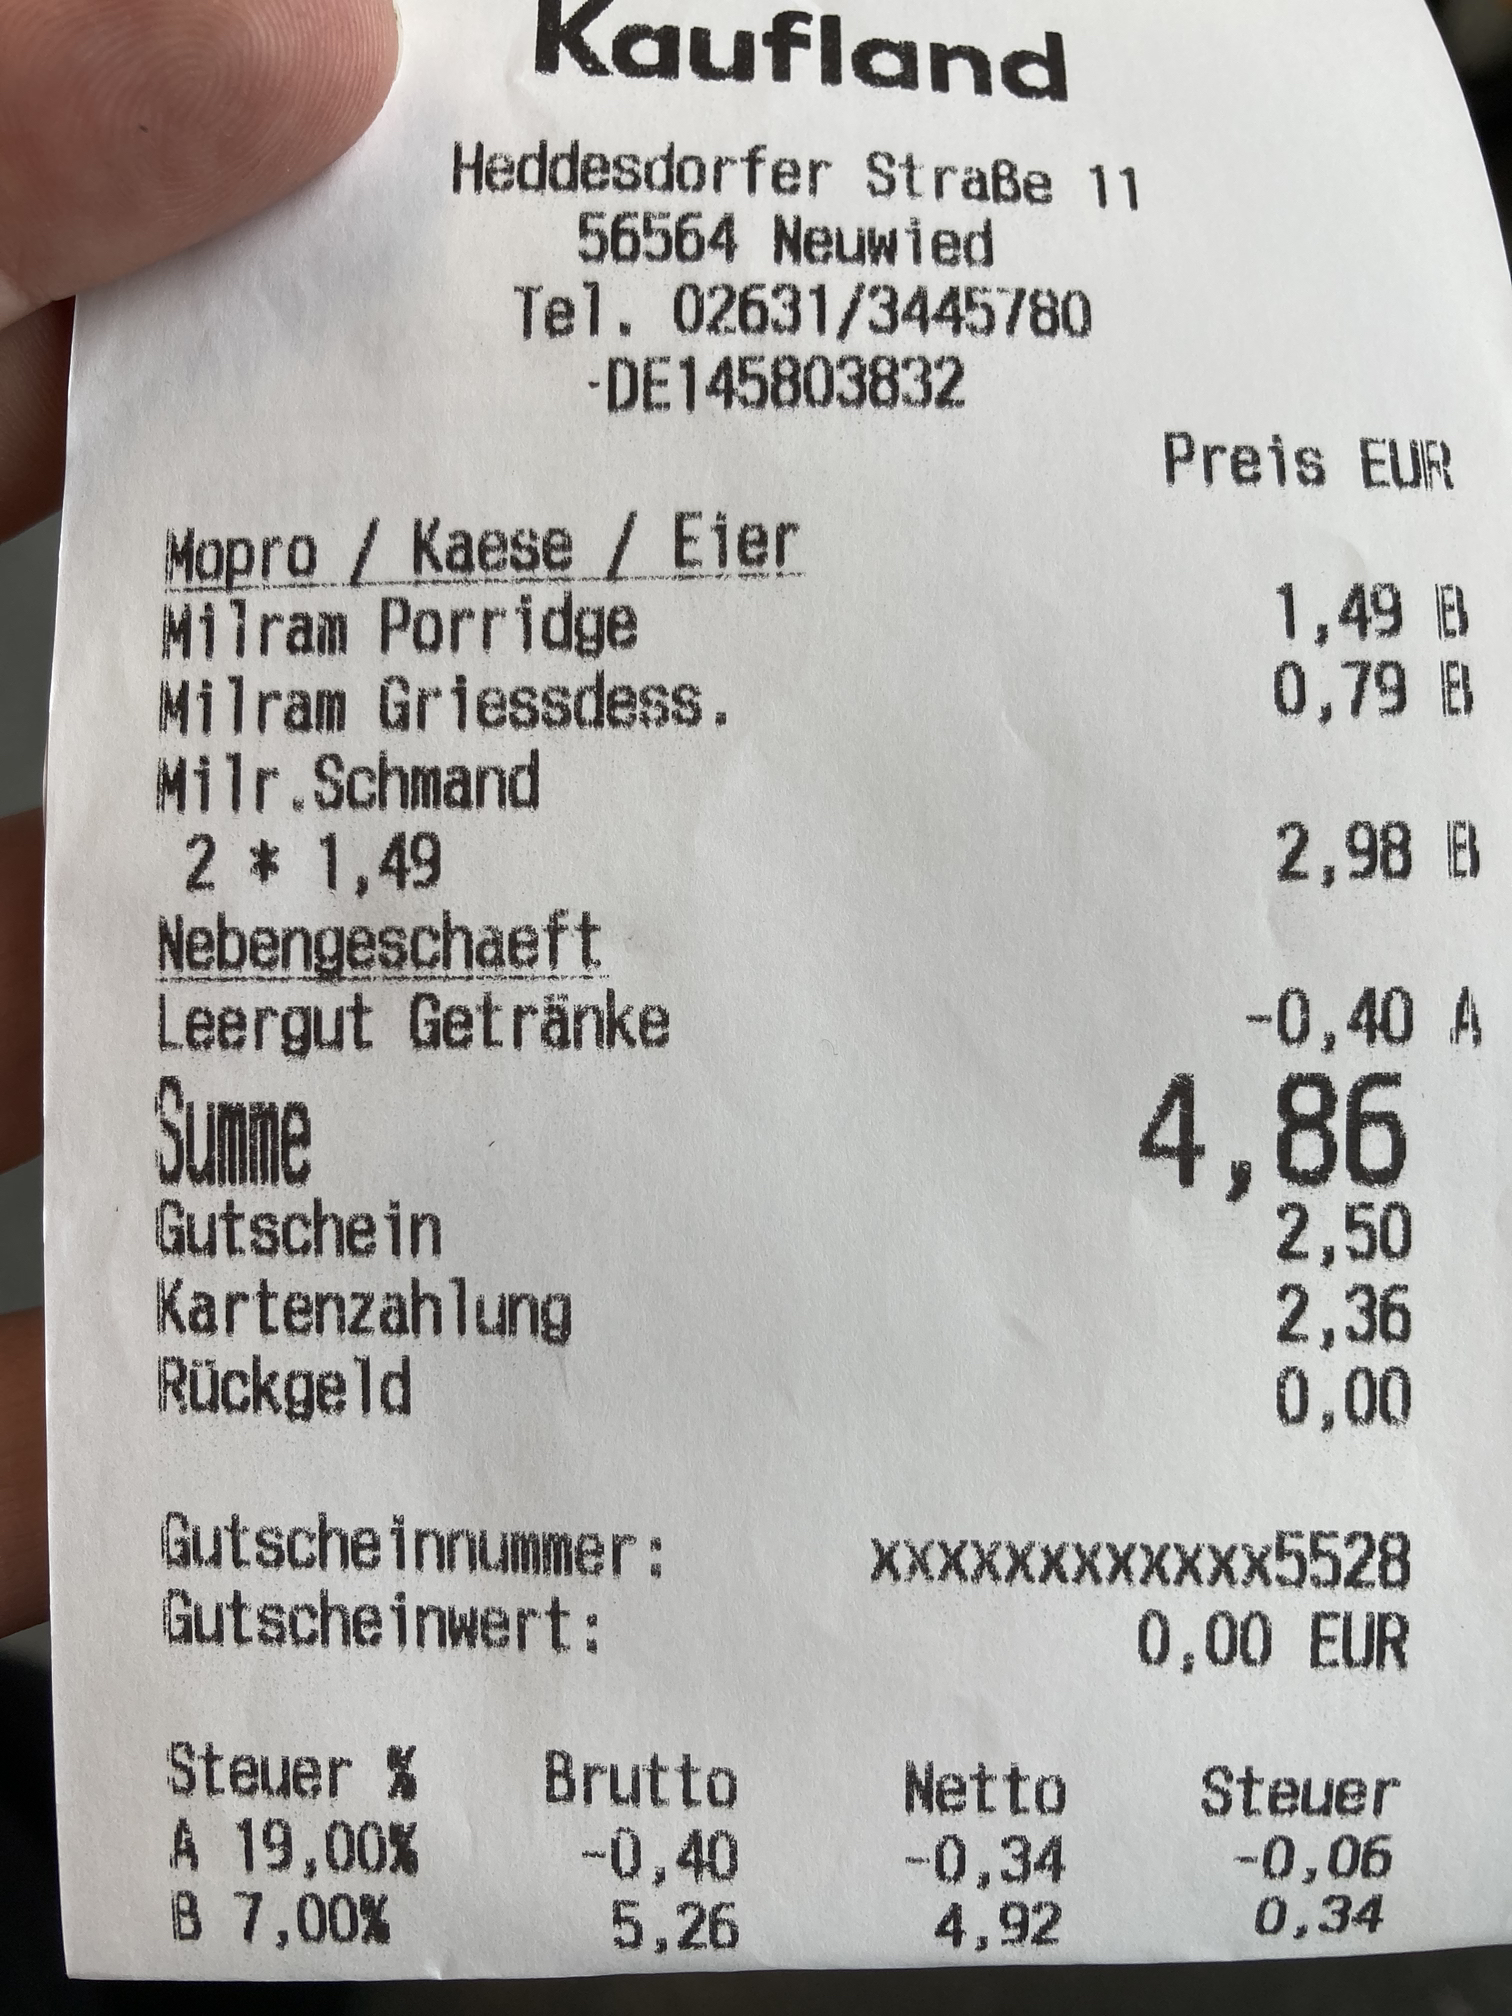 Kaufland
Heddesdorfer Straße 11
56564 Neuwied
Tel. 02631/3445780
-DE145803832
Preis EUR
Mopro / Kaese / Eier
Milram Porridge 1,49 B
Milram Griessdess. 0,79 B
Milr.Schmand
2 * 1,49 2,98 B
Nebengeschaeft
Leergut Getränke -0,40 A
Summe 4,86
Gutschein 2,50
Kartenzahlung 2,36
Rückgeld 0,00
Gutscheinnummer: xxxxxxxxxxxx5528
Gutscheinwert: 0,00 EUR
Steuer % Brutto Netto Steuer
A 19,00% -0,40 -0,34 -0,06
B 7,00% 5,26 4,92 0,34